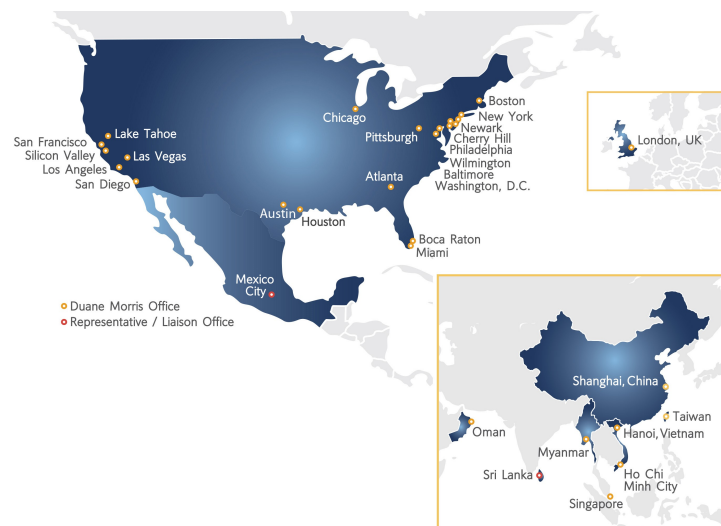 Boston
New York
Newark
Cherry Hill
Philadelphia
Wilmington
Baltimore
Washington, D.C.
Chicago
Pittsburgh
Lake Tahoe
San Francisco
Silicon Valley
Las Vegas
Los Angeles
San Diego
Atlanta
Austin
Houston
Boca Raton
Miami
Mexico
City
Duane Morris Office
Representative / Liaison Office
London, UK
Shanghai, China
Taiwan
Oman
Hanoi, Vietnam
Myanmar
Sri Lanka
Ho Chi
Minh City
Singapore